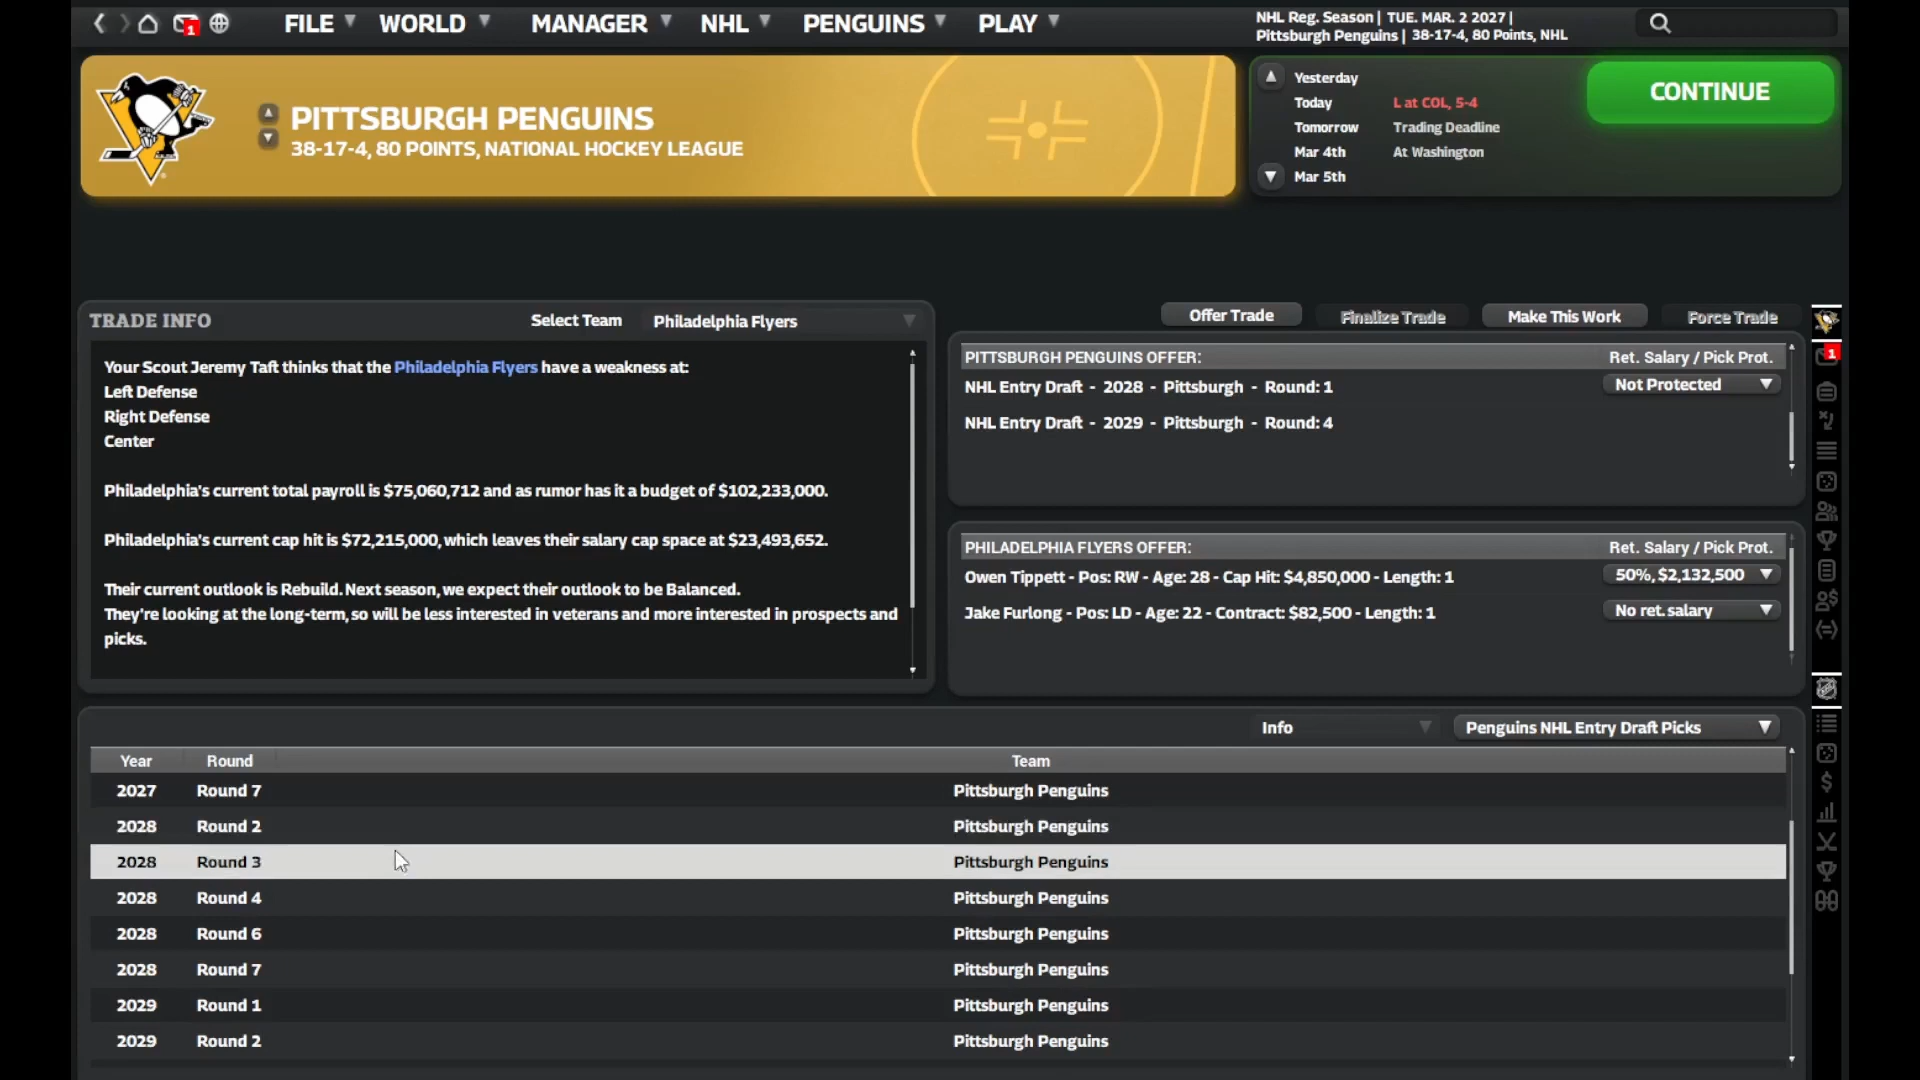 FILE WORLD MANAGER NHL PENGUINS PLAY
NHL Reg. Season | TUE. MAR. 2 2027 |
Pittsburgh Penguins | 38-17-4, 80 Points, NHL
1
PITTSBURGH PENGUINS
38-17-4, 80 POINTS, NATIONAL HOCKEY LEAGUE
Yesterday
Today L at COL, 5-4
Tomorrow Trading Deadline
Mar 4th At Washington
Mar 5th
CONTINUE
TRADE INFO Select Team Philadelphia Flyers
Your Scout Jeremy Taft thinks that the Philadelphia Flyers have a weakness at:
Left Defense
Right Defense
Center
Philadelphia's current total payroll is $75,060,712 and as rumor has it a budget of $102,233,000.
Philadelphia's current cap hit is $72,215,000, which leaves their salary cap space at $23,493,652.
Their current outlook is Rebuild. Next season, we expect their outlook to be Balanced.
They're looking at the long-term, so will be less interested in veterans and more interested in prospects and
picks.
Offer Trade Finalize Trade Make This Work Force Trade
PITTSBURGH PENGUINS OFFER: Ret. Salary / Pick Prot.
NHL Entry Draft - 2028 - Pittsburgh - Round: 1 Not Protected
NHL Entry Draft - 2029 - Pittsburgh - Round: 4
PHILADELPHIA FLYERS OFFER: Ret. Salary / Pick Prot.
Owen Tippett - Pos: RW - Age: 28 - Cap Hit: $4,850,000 - Length: 1 50%, $2,132,500
Jake Furlong - Pos: LD - Age: 22 - Contract: $82,500 - Length: 1 No ret. salary
1
Info Penguins NHL Entry Draft Picks
Year Round Team
2027 Round 7 Pittsburgh Penguins
2028 Round 2 Pittsburgh Penguins
2028 Round 3 Pittsburgh Penguins
2028 Round 4 Pittsburgh Penguins
2028 Round 6 Pittsburgh Penguins
2028 Round 7 Pittsburgh Penguins
2029 Round 1 Pittsburgh Penguins
2029 Round 2 Pittsburgh Penguins